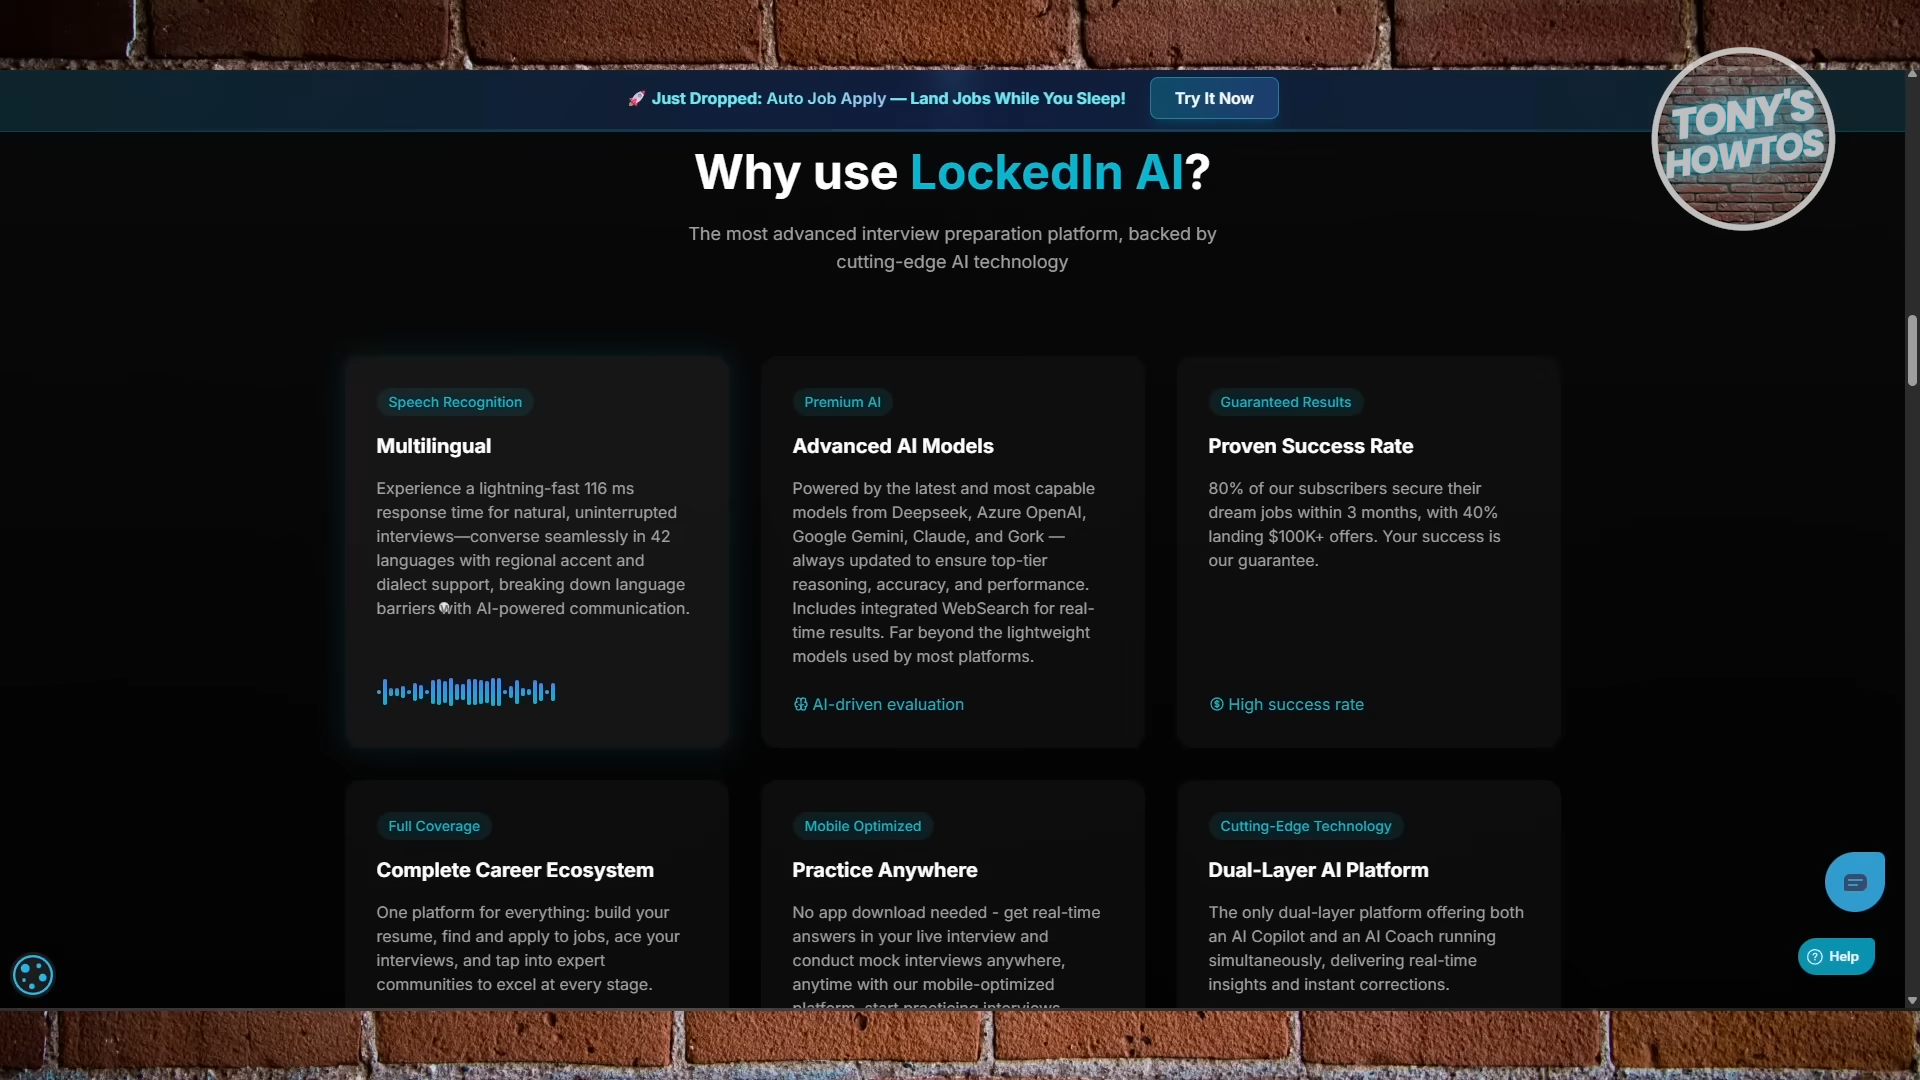 🚀 Just Dropped: Auto Job Apply — Land Jobs While You Sleep!
Try It Now
TONY'S
HOWTOS
Why use LockedIn AI?
The most advanced interview preparation platform, backed by
cutting-edge AI technology
Speech Recognition
Multilingual
Experience a lightning-fast 116 ms
response time for natural, uninterrupted
interviews—converse seamlessly in 42
languages with regional accent and
dialect support, breaking down language
barriers with AI-powered communication.
Premium AI
Advanced AI Models
Powered by the latest and most capable
models from Deepseek, Azure OpenAI,
Google Gemini, Claude, and Gork —
always updated to ensure top-tier
reasoning, accuracy, and performance.
Includes integrated WebSearch for real-
time results. Far beyond the lightweight
models used by most platforms.
AI-driven evaluation
Guaranteed Results
Proven Success Rate
80% of our subscribers secure their
dream jobs within 3 months, with 40%
landing $100K+ offers. Your success is
our guarantee.
High success rate
Full Coverage
Complete Career Ecosystem
One platform for everything: build your
resume, find and apply to jobs, ace your
interviews, and tap into expert
communities to excel at every stage.
Mobile Optimized
Practice Anywhere
No app download needed - get real-time
answers in your live interview and
conduct mock interviews anywhere,
anytime with our mobile-optimized
platform, start practicing interviews
Cutting-Edge Technology
Dual-Layer AI Platform
The only dual-layer platform offering both
an AI Copilot and an AI Coach running
simultaneously, delivering real-time
insights and instant corrections.
Help